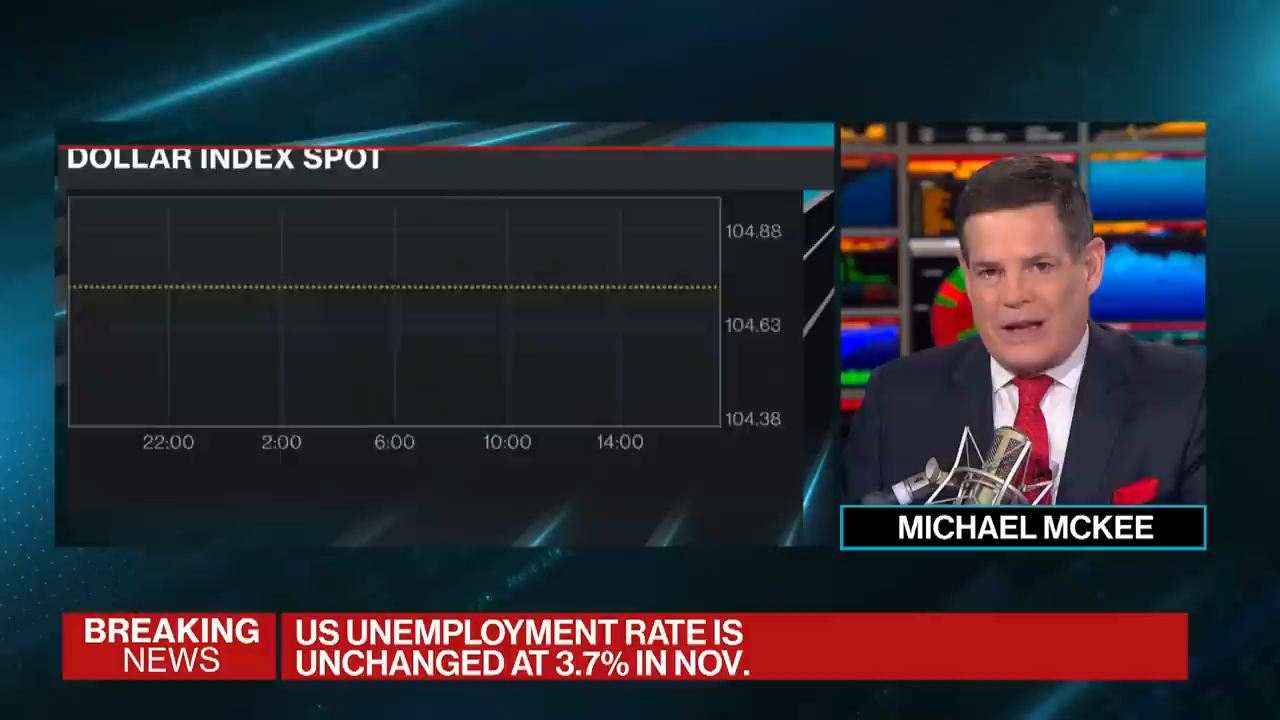 DOLLAR INDEX SPOT
104.88
104.63
104.38
22:00 2:00 6:00 10:00 14:00
MICHAEL MCKEE
BREAKING
NEWS
US UNEMPLOYMENT RATE IS
UNCHANGED AT 3.7% IN NOV.